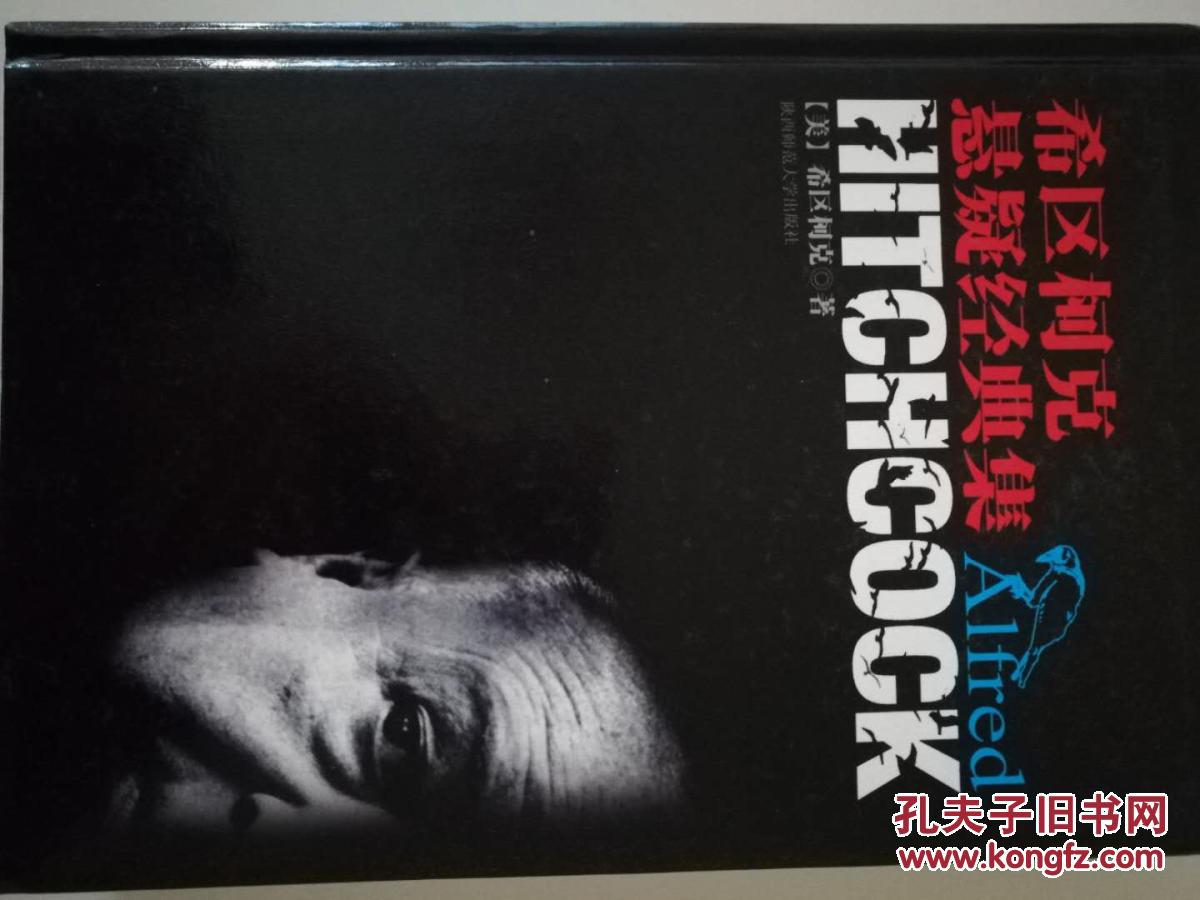 希区柯克
悬疑经典集
Alfred
HITCHCOCK
【美】希区柯克◎著
陕西师范大学出版社
孔夫子旧书网
www.kongfz.com